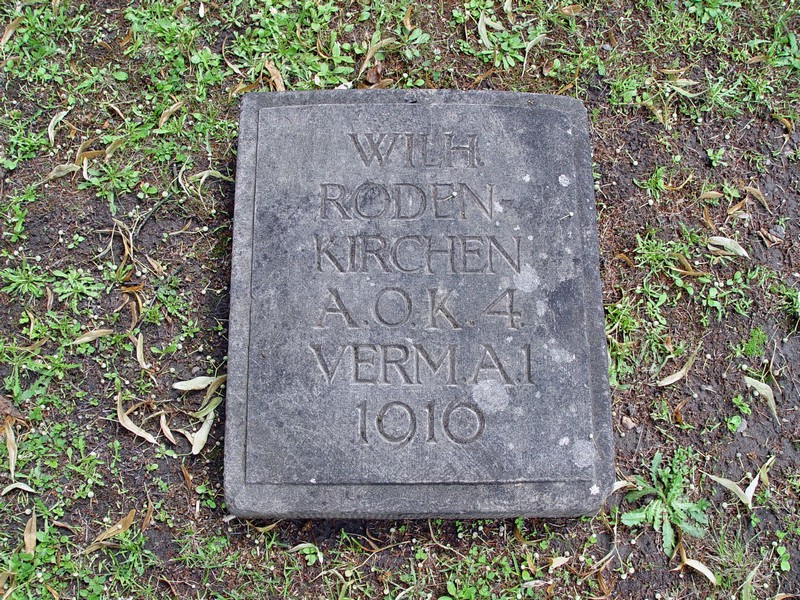 WILH.
RODEN-
KIRCHEN
A.O.K. 4.
VERM.A.1
1010